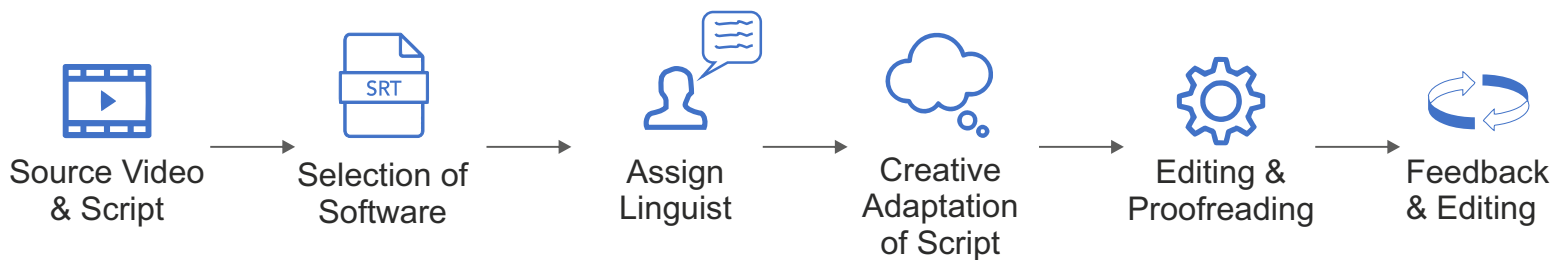 Source Video
& Script
SRT
Selection of
Software
Assign
Linguist
Creative
Adaptation
of Script
Editing &
Proofreading
Feedback
& Editing